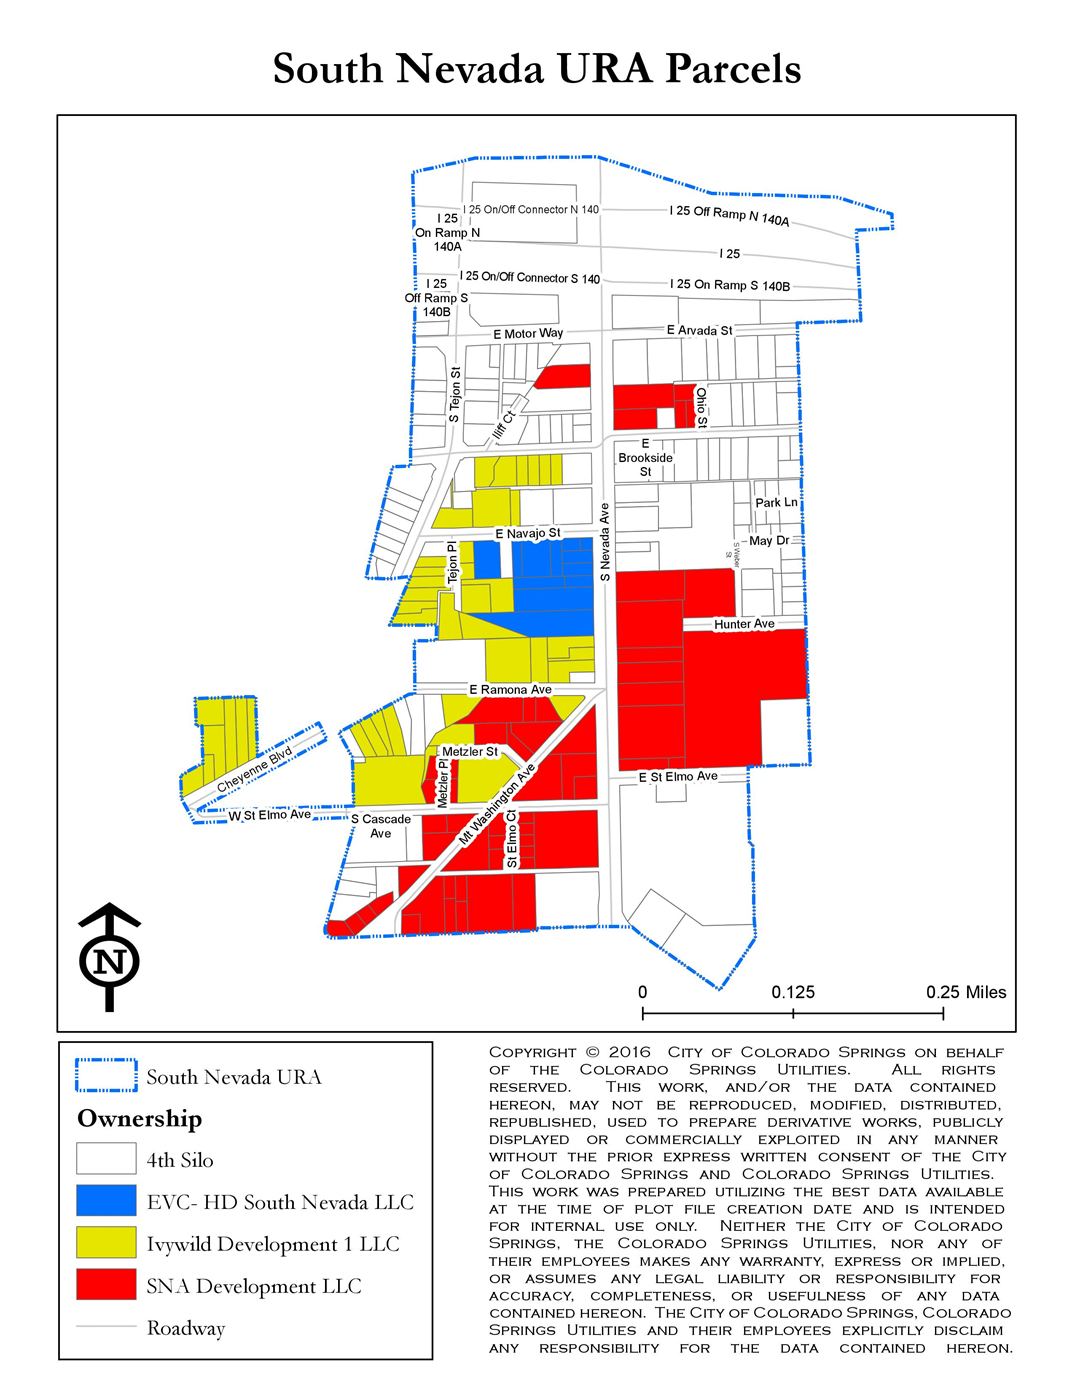 South Nevada URA Parcels
I 25 On/Off Connector N 140
I 25 Off Ramp N 140A
I 25
On Ramp N
140A
I 25
I 25 On/Off Connector S 140
I 25 On Ramp S 140B
I 25
Off Ramp S
140B
E Motor Way
E Arvada St
S Tejon St
Iliff Ct
Ohio St
E
Brookside
St
Park Ln
S Nevada Ave
E Navajo St
May Dr
S Weber
St
Tejon Pl
Hunter Ave
E Ramona Ave
Metzler St
Metzler Pl
Cheyenne Blvd
E St Elmo Ave
Mt Washington Ave
W St Elmo Ave
S Cascade
Ave
St Elmo Ct
N
0 0.125 0.25 Miles
South Nevada URA
Ownership
4th Silo
EVC- HD South Nevada LLC
Ivywild Development 1 LLC
SNA Development LLC
Roadway
Copyright © 2016 City of Colorado Springs on behalf
of the Colorado Springs Utilities. All rights
reserved. This work, and/or the data contained
hereon, may not be reproduced, modified, distributed,
republished, used to prepare derivative works, publicly
displayed or commercially exploited in any manner
without the prior express written consent of the City
of Colorado Springs and Colorado Springs Utilities.
This work was prepared utilizing the best data available
at the time of plot file creation date and is intended
for internal use only. Neither the City of Colorado
Springs, the Colorado Springs Utilities, nor any of
their employees makes any warranty, express or implied,
or assumes any legal liability or responsibility for
accuracy, completeness, or usefulness of any data
contained hereon. The City of Colorado Springs, Colorado
Springs Utilities and their employees explicitly disclaim
any responsibility for the data contained hereon.